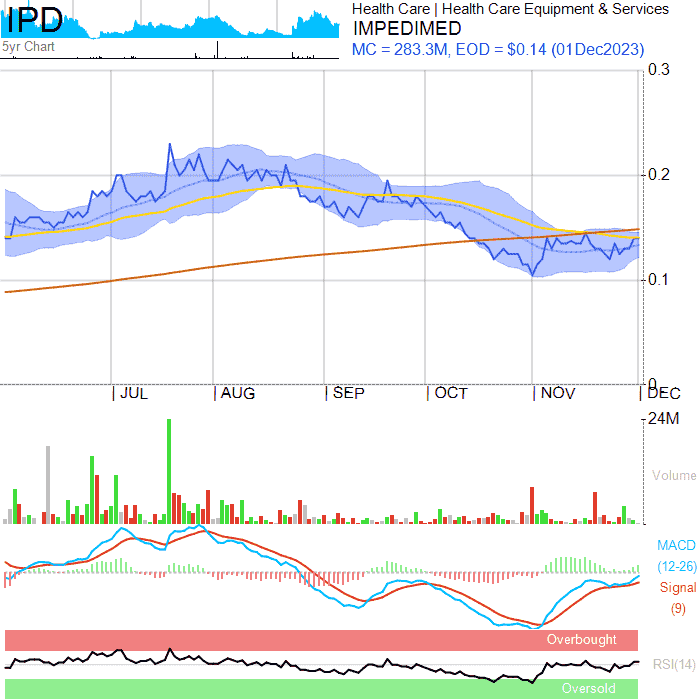 IPD
Health Care | Health Care Equipment & Services
IMPEDIMED
5yr Chart
MC = 283.3M, EOD = $0.14 (01Dec2023)
0.3
0.2
0.1
0
| JUL | AUG | SEP | OCT | NOV | DEC
24M
Volume
MACD
(12-26)
Signal
(9)
Overbought
RSI(14)
Oversold